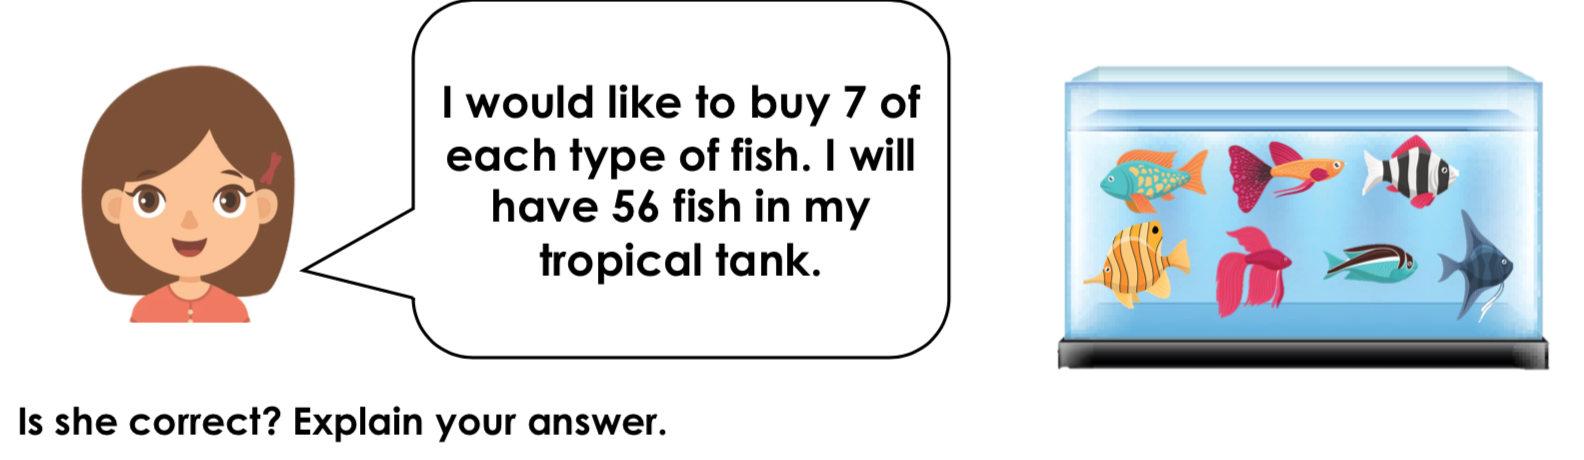 I would like to buy 7 of
each type of fish. I will
have 56 fish in my
tropical tank.
Is she correct? Explain your answer.